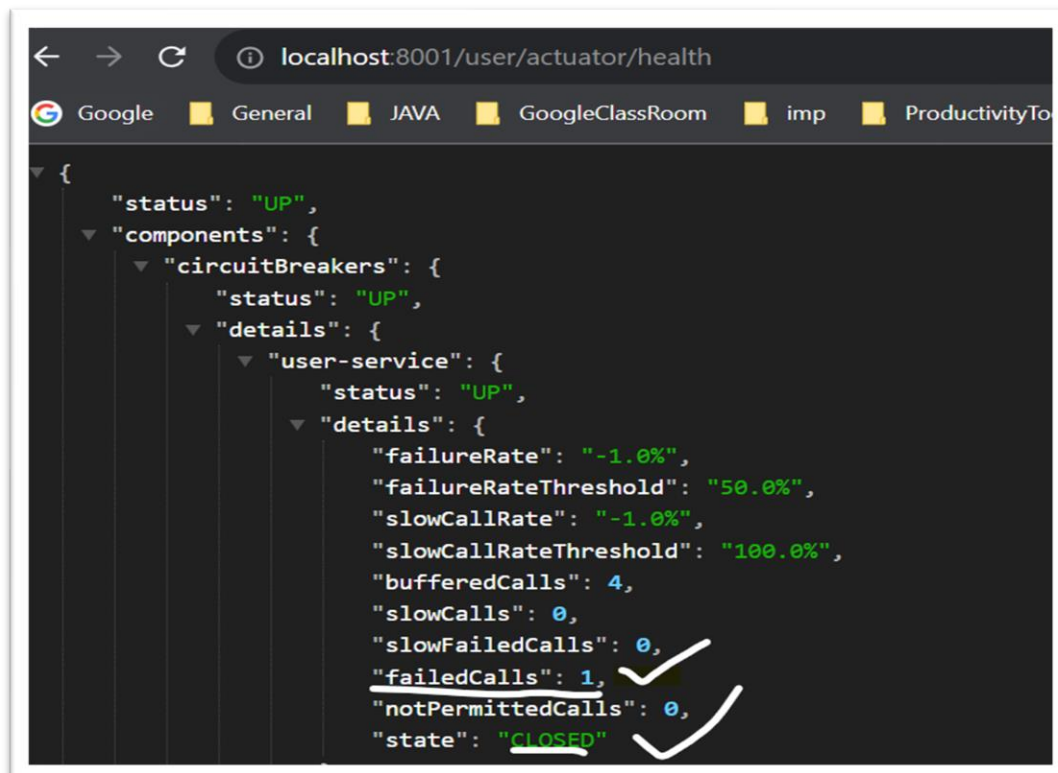 localhost:8001/user/actuator/health
Google General JAVA GoogleClassRoom imp ProductivityTo
{
"status": "UP",
"components": {
"circuitBreakers": {
"status": "UP",
"details": {
"user-service": {
"status": "UP",
"details": {
"failureRate": "-1.0%",
"failureRateThreshold": "50.0%",
"slowCallRate": "-1.0%",
"slowCallRateThreshold": "100.0%",
"bufferedCalls": 4,
"slowCalls": 0,
"slowFailedCalls": 0,
"failedCalls": 1,
"notPermittedCalls": 0,
"state": "CLOSED"